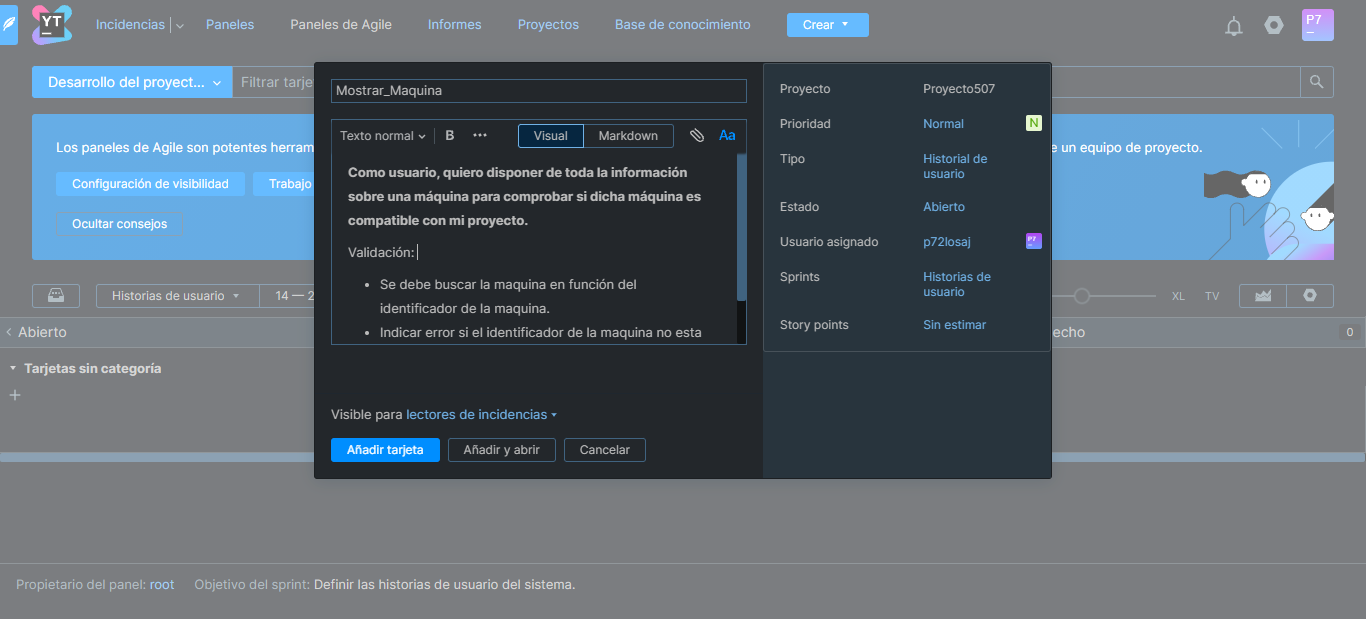 YT
Incidencias
Paneles
Paneles de Agile
Informes
Proyectos
Base de conocimiento
Crear
P7
Desarrollo del proyect...
Filtrar tarje
Los paneles de Agile son potentes herram
e un equipo de proyecto.
Configuración de visibilidad
Trabajo
Ocultar consejos
Historias de usuario
14 — 2
XL
TV
Abierto
echo
0
Tarjetas sin categoría
Mostrar_Maquina
Texto normal
B
Visual
Markdown
Aa
Como usuario, quiero disponer de toda la información
sobre una máquina para comprobar si dicha máquina es
compatible con mi proyecto.
Validación:
• Se debe buscar la maquina en función del
identificador de la maquina.
• Indicar error si el identificador de la maquina no esta
Visible para lectores de incidencias
Añadir tarjeta
Añadir y abrir
Cancelar
Proyecto
Proyecto507
Prioridad
Normal
N
Tipo
Historial de
usuario
Estado
Abierto
Usuario asignado
p72losaj
P7
Sprints
Historias de
usuario
Story points
Sin estimar
Propietario del panel: root
Objetivo del sprint: Definir las historias de usuario del sistema.